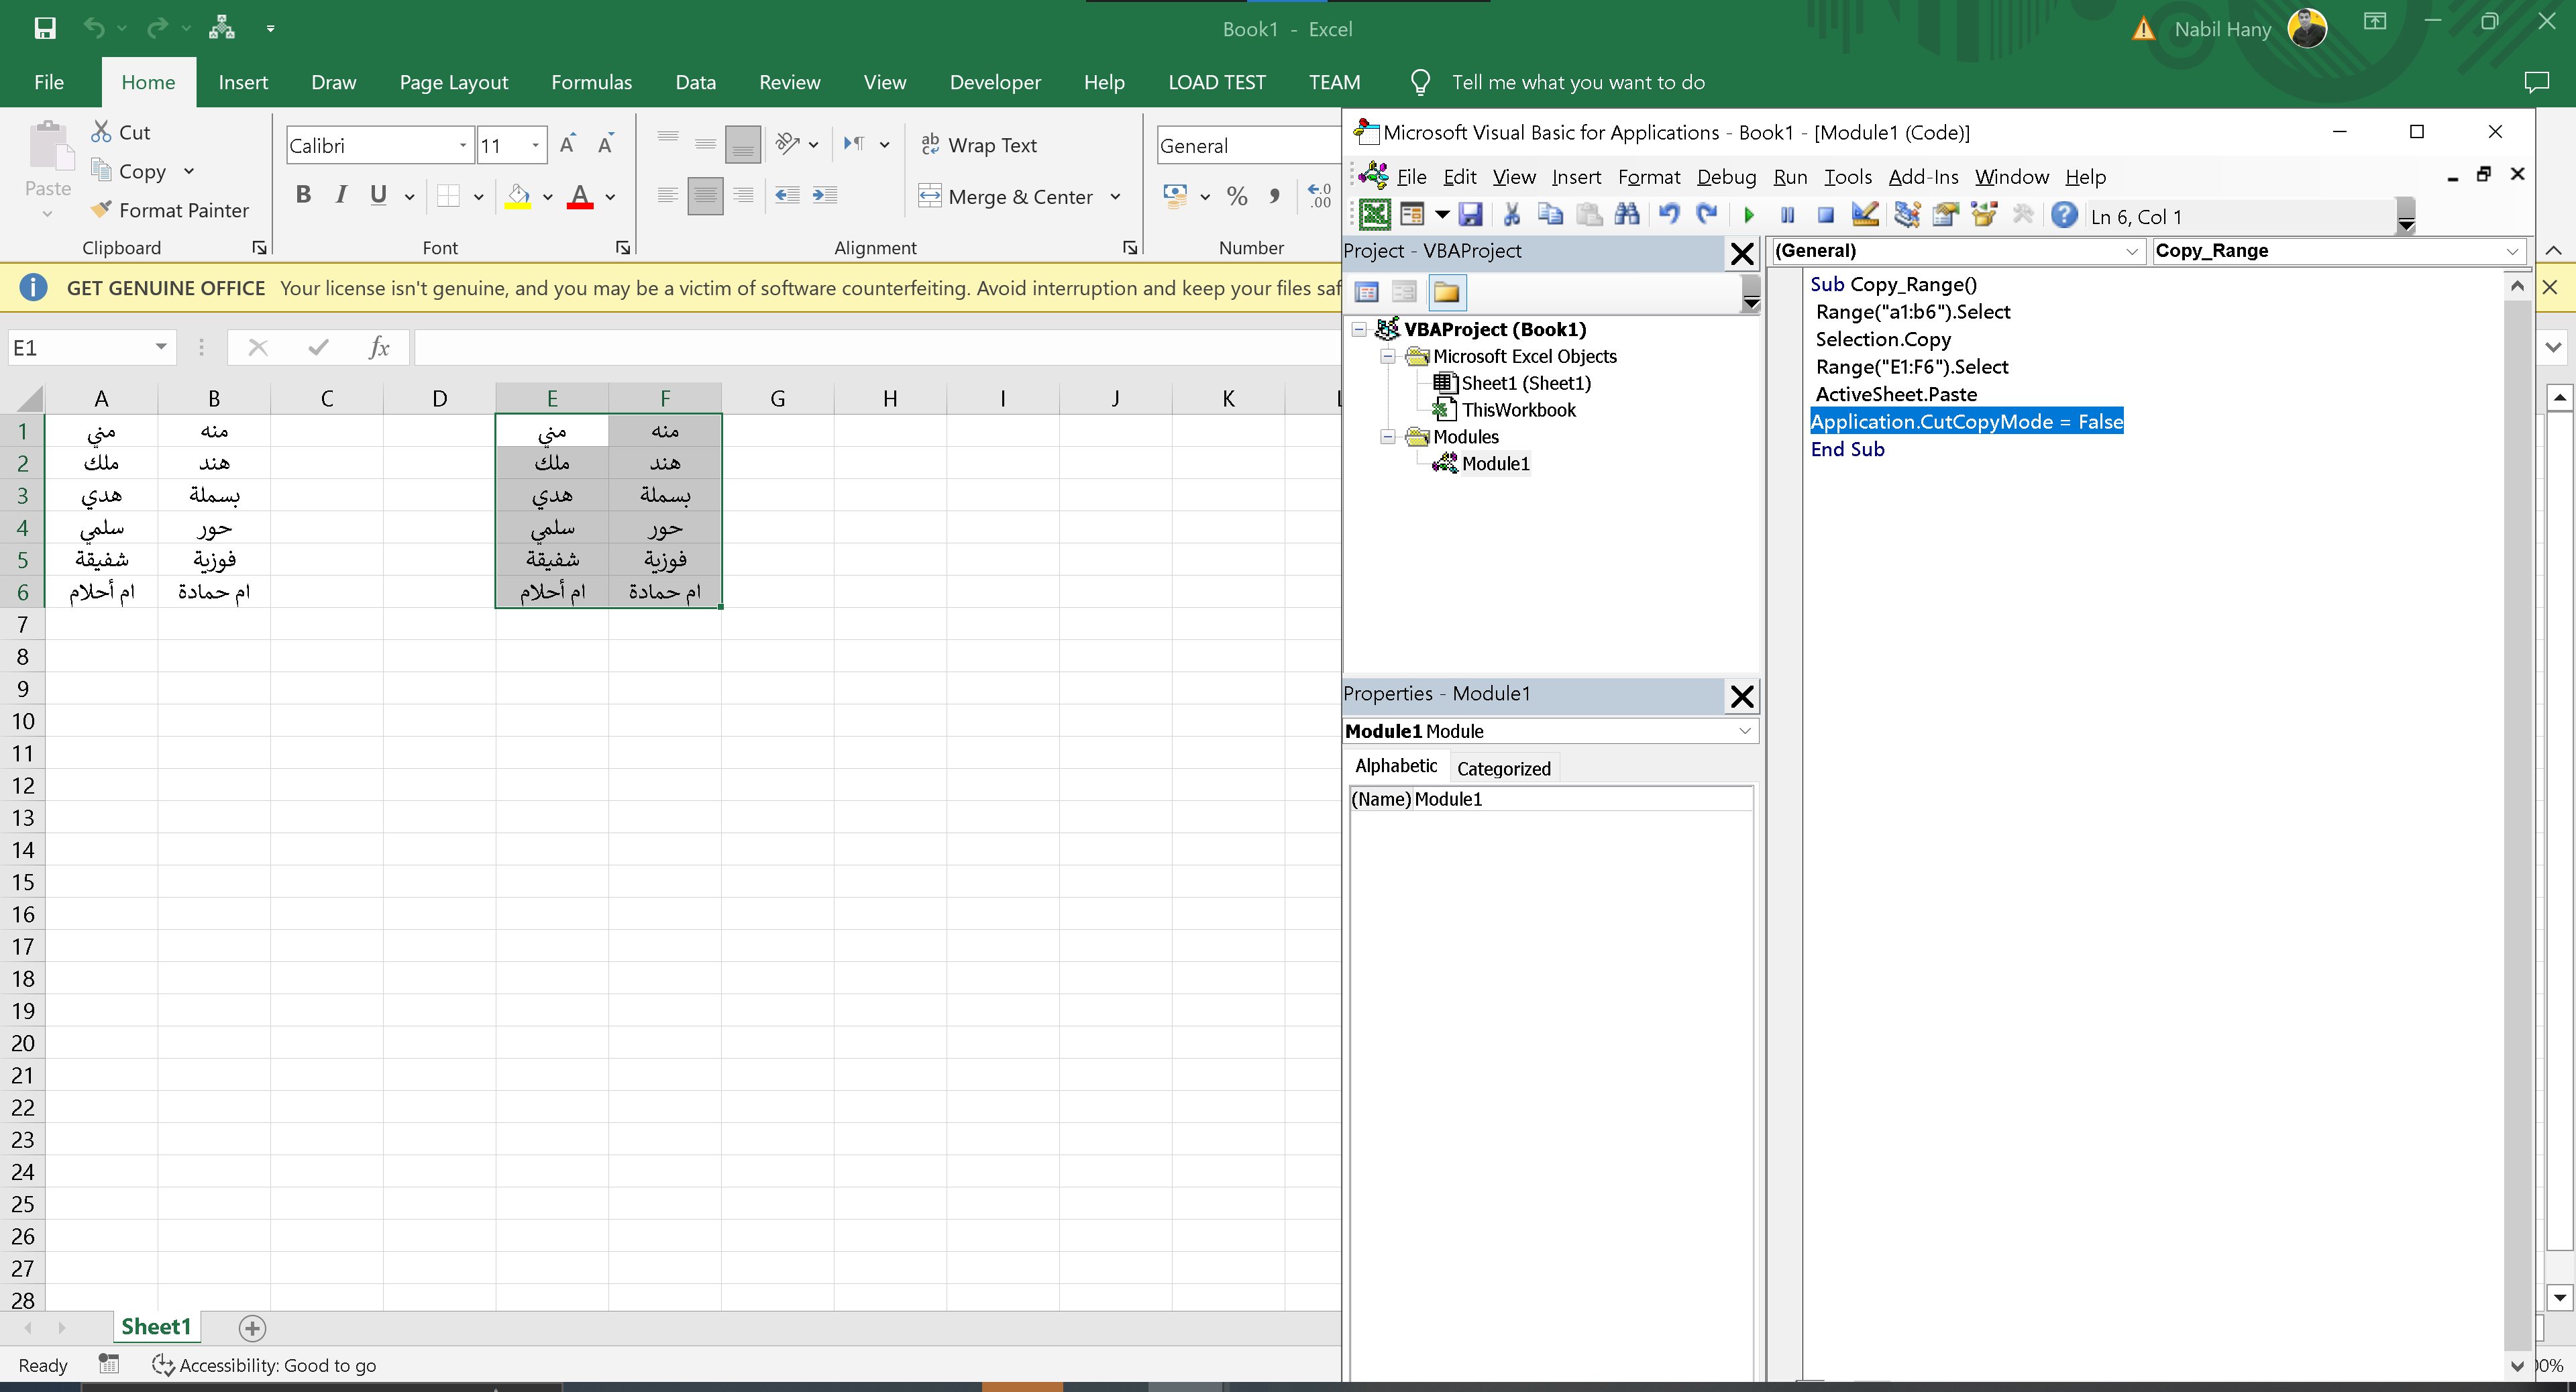 Book1 - Excel
Nabil Hany
File Home Insert Draw Page Layout Formulas Data Review View Developer Help LOAD TEST TEAM Tell me what you want to do
Paste
Cut
Copy
Format Painter
Clipboard
Calibri 11
B I U A
Font
Wrap Text
Merge & Center
Alignment
General
Number
GET GENUINE OFFICE Your license isn't genuine, and you may be a victim of software counterfeiting. Avoid interruption and keep your files
E1 fx
A B C D E F G H I J K
1 مني منه مني منه
2 ملك هند ملك هند
3 هدي بسملة هدي بسملة
4 سلمي حور سلمي حور
5 شفيقة فوزية شفيقة فوزية
6 ام أحلام ام حمادة ام أحلام ام حمادة
7
8
9
10
11
12
13
14
15
16
17
18
19
20
21
22
23
24
25
26
27
28
Sheet1
Ready Accessibility: Good to go
Microsoft Visual Basic for Applications - Book1 - [Module1 (Code)]
File Edit View Insert Format Debug Run Tools Add-Ins Window Help
Ln 6, Col 1
Project - VBAProject
VBAProject (Book1)
Microsoft Excel Objects
Sheet1 (Sheet1)
ThisWorkbook
Modules
Module1
Properties - Module1
Module1 Module
Alphabetic Categorized
(Name) Module1
(General) Copy_Range
Sub Copy_Range()
Range("a1:b6").Select
Selection.Copy
Range("E1:F6").Select
ActiveSheet.Paste
Application.CutCopyMode = False
End Sub